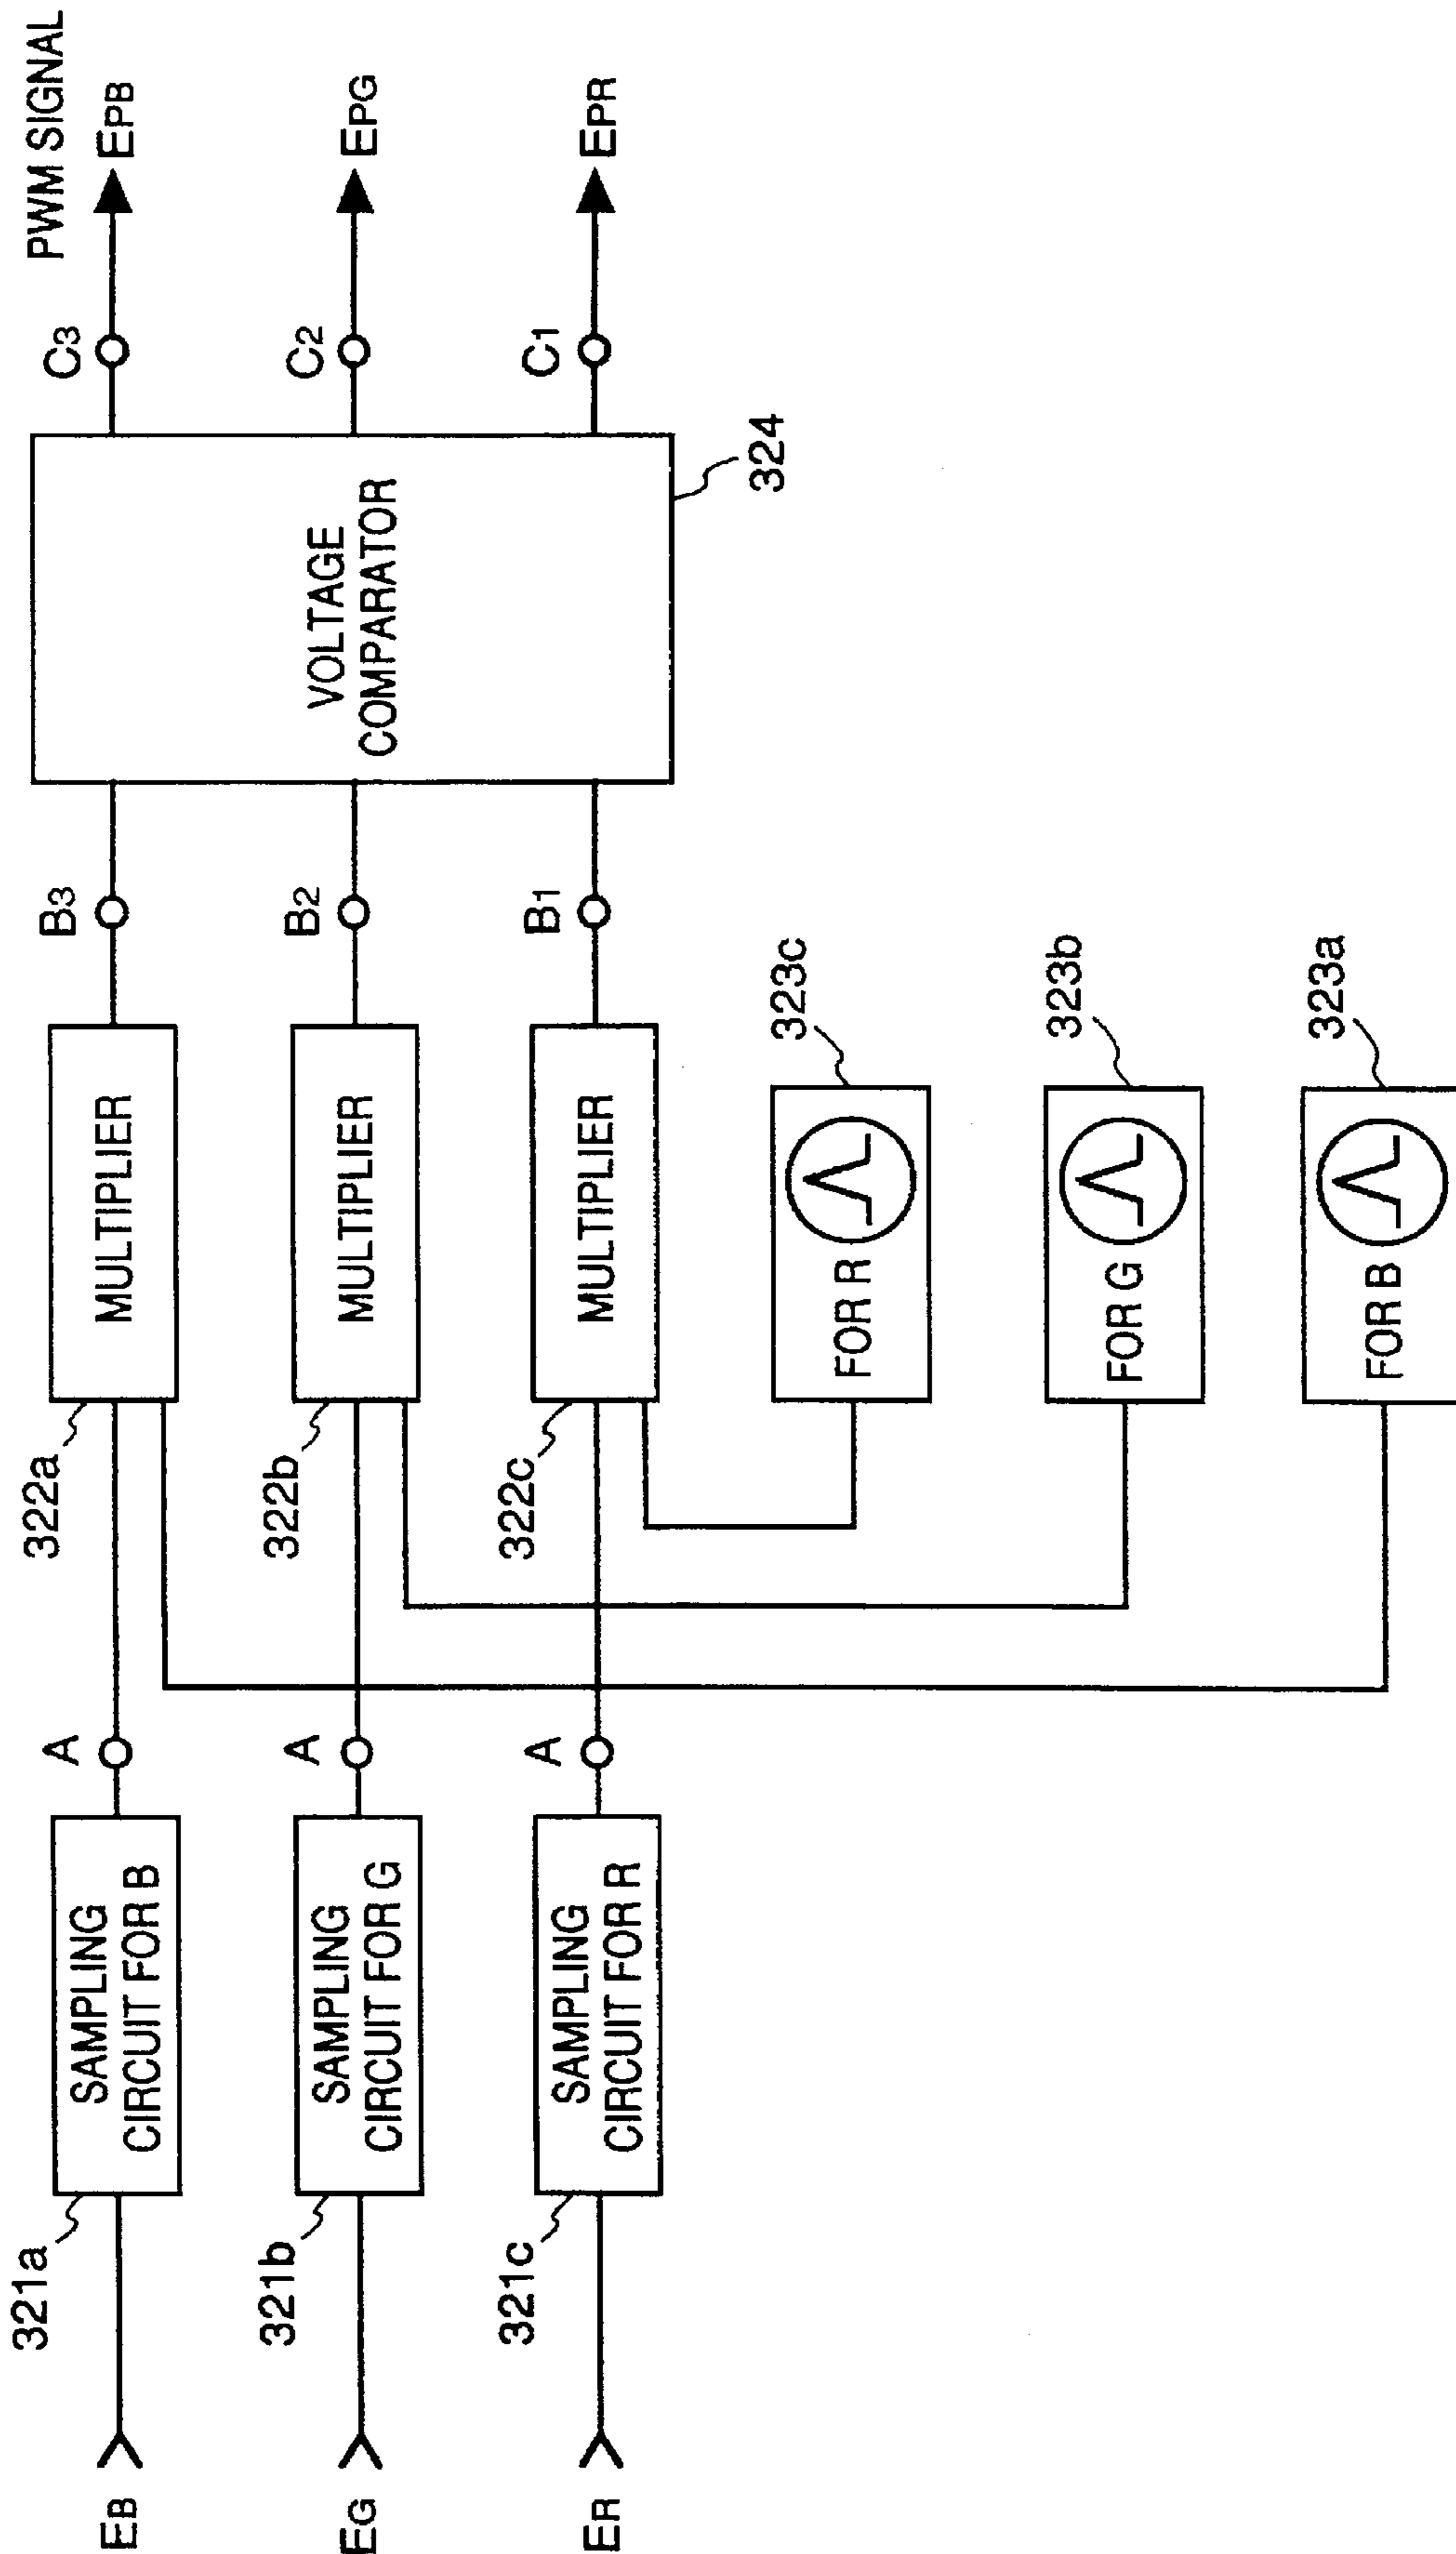 PWM SIGNAL
EB
321a
SAMPLING
CIRCUIT FOR B
A
322a
MULTIPLIER
B3
C3
EPB
EG
321b
SAMPLING
CIRCUIT FOR G
A
322b
MULTIPLIER
B2
VOLTAGE
COMPARATOR
C2
EPG
ER
321c
SAMPLING
CIRCUIT FOR R
A
322c
MULTIPLIER
B1
C1
EPR
324
323c
FOR R
323b
FOR G
323a
FOR B